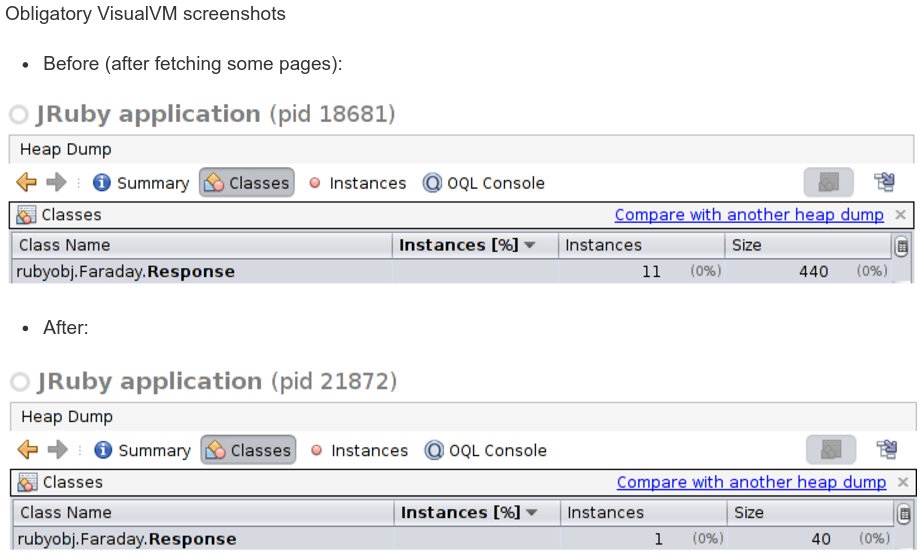 Obligatory VisualVM screenshots
• Before (after fetching some pages):
JRuby application (pid 18681)
Heap Dump
Summary Classes Instances OQL Console
Classes Compare with another heap dump
Class Name Instances [%] Instances Size
rubyobj.Faraday.Response 11 (0%) 440 (0%)
• After:
JRuby application (pid 21872)
Heap Dump
Summary Classes Instances OQL Console
Classes Compare with another heap dump
Class Name Instances [%] Instances Size
rubyobj.Faraday.Response 1 (0%) 40 (0%)